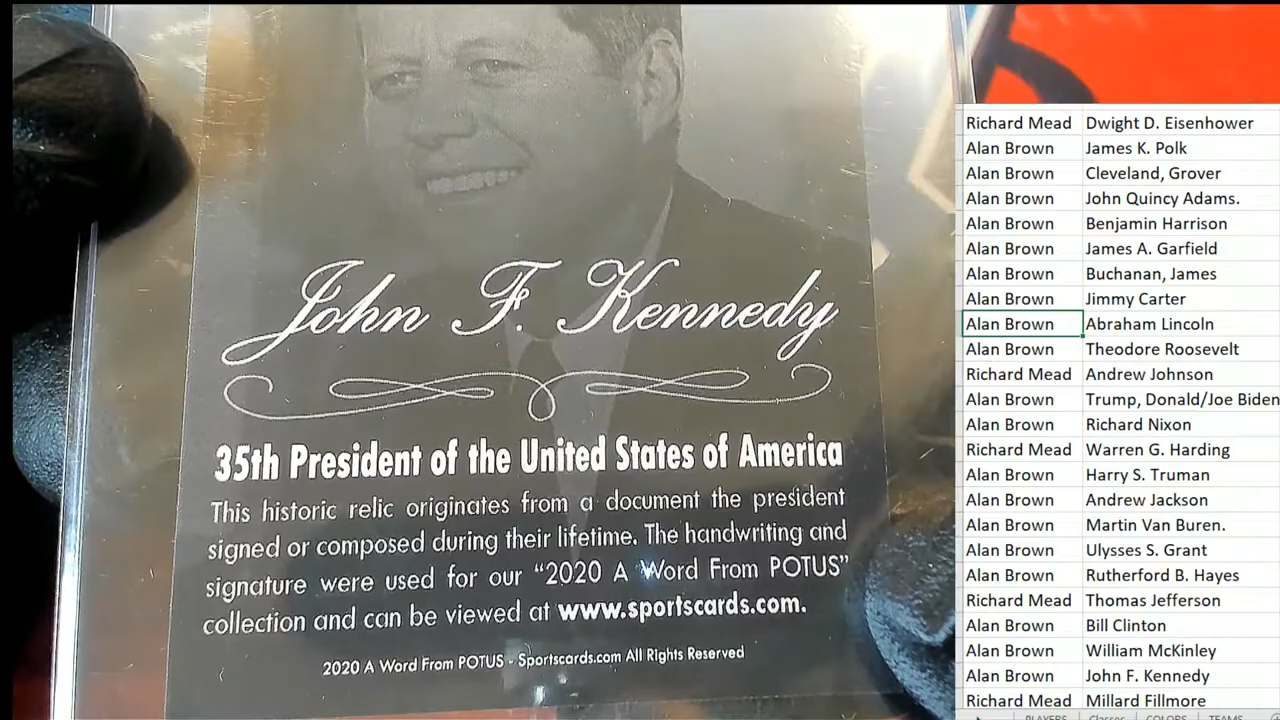 John F. Kennedy
35th President of the United States of America
This historic relic originates from a document the president
signed or composed during their lifetime. The handwriting and
signature were used for our “2020 A Word From POTUS”
collection and can be viewed at www.sportscards.com.
2020 A Word From POTUS - Sportscards.com All Rights Reserved
Richard Mead Dwight D. Eisenhower
Alan Brown James K. Polk
Alan Brown Cleveland, Grover
Alan Brown John Quincy Adams.
Alan Brown Benjamin Harrison
Alan Brown James A. Garfield
Alan Brown Buchanan, James
Alan Brown Jimmy Carter
Alan Brown Abraham Lincoln
Alan Brown Theodore Roosevelt
Richard Mead Andrew Johnson
Alan Brown Trump, Donald/Joe Biden
Alan Brown Richard Nixon
Richard Mead Warren G. Harding
Alan Brown Harry S. Truman
Alan Brown Andrew Jackson
Alan Brown Martin Van Buren.
Alan Brown Ulysses S. Grant
Alan Brown Rutherford B. Hayes
Richard Mead Thomas Jefferson
Alan Brown Bill Clinton
Alan Brown William McKinley
Alan Brown John F. Kennedy
Richard Mead Millard Fillmore
PLAYERS Classes COLORS TEAMS